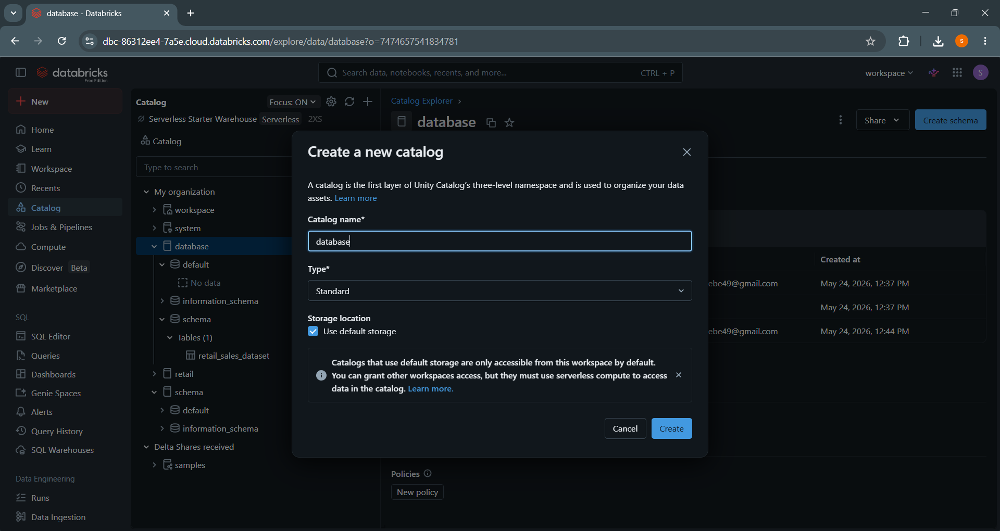 database - Databricks
dbc-86312ee4-7a5e.cloud.databricks.com/explore/data/database?o=7474657541834781
S
databricks
Free Edition
Search data, notebooks, recents, and more...
CTRL + P
workspace
S
New
Home
Learn
Workspace
Recents
Catalog
Jobs & Pipelines
Compute
Discover Beta
Marketplace
SQL
SQL Editor
Queries
Dashboards
Genie Spaces
Alerts
Query History
SQL Warehouses
Data Engineering
Runs
Data Ingestion
Catalog
Focus: ON
Serverless Starter Warehouse Serverless 2XS
Catalog
Type to search
My organization
workspace
system
database
default
No data
information_schema
schema
Tables (1)
retail_sales_dataset
retail
schema
default
information_schema
Delta Shares received
samples
Catalog Explorer ›
database
Share
Create schema
Created at
ebe49@gmail.com May 24, 2026, 12:37 PM
May 24, 2026, 12:37 PM
ebe49@gmail.com May 24, 2026, 12:44 PM
Policies
New policy
Create a new catalog
A catalog is the first layer of Unity Catalog's three-level namespace and is used to organize your data
assets. Learn more
Catalog name*
database
Type*
Standard
Storage location
Use default storage
Catalogs that use default storage are only accessible from this workspace by default.
You can grant other workspaces access, but they must use serverless compute to access
data in the catalog. Learn more.
Cancel
Create